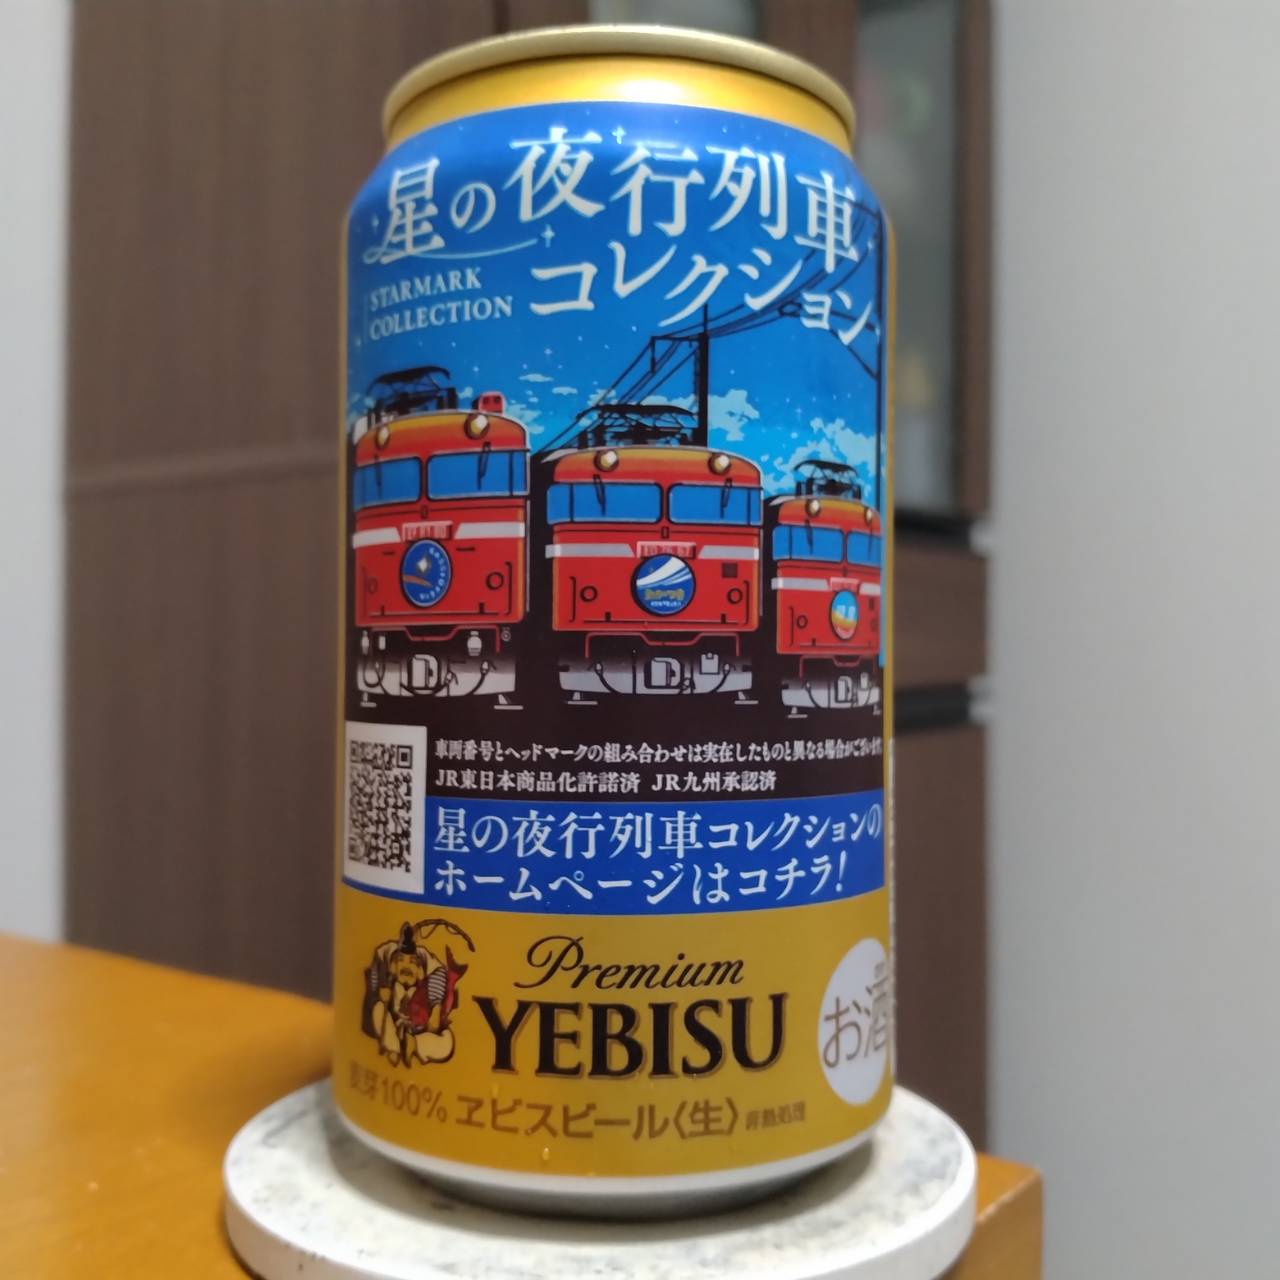 星の夜行列車
コレクション
STARMARK
COLLECTION
車両番号とヘッドマークの組み合わせは実在したものと異なる場合がございます。
JR東日本商品化許諾済 JR九州承認済
星の夜行列車コレクションの
ホームページはコチラ!
Premium
YEBISU
お酒
麦芽100% ヱビスビール〈生〉非熱処理